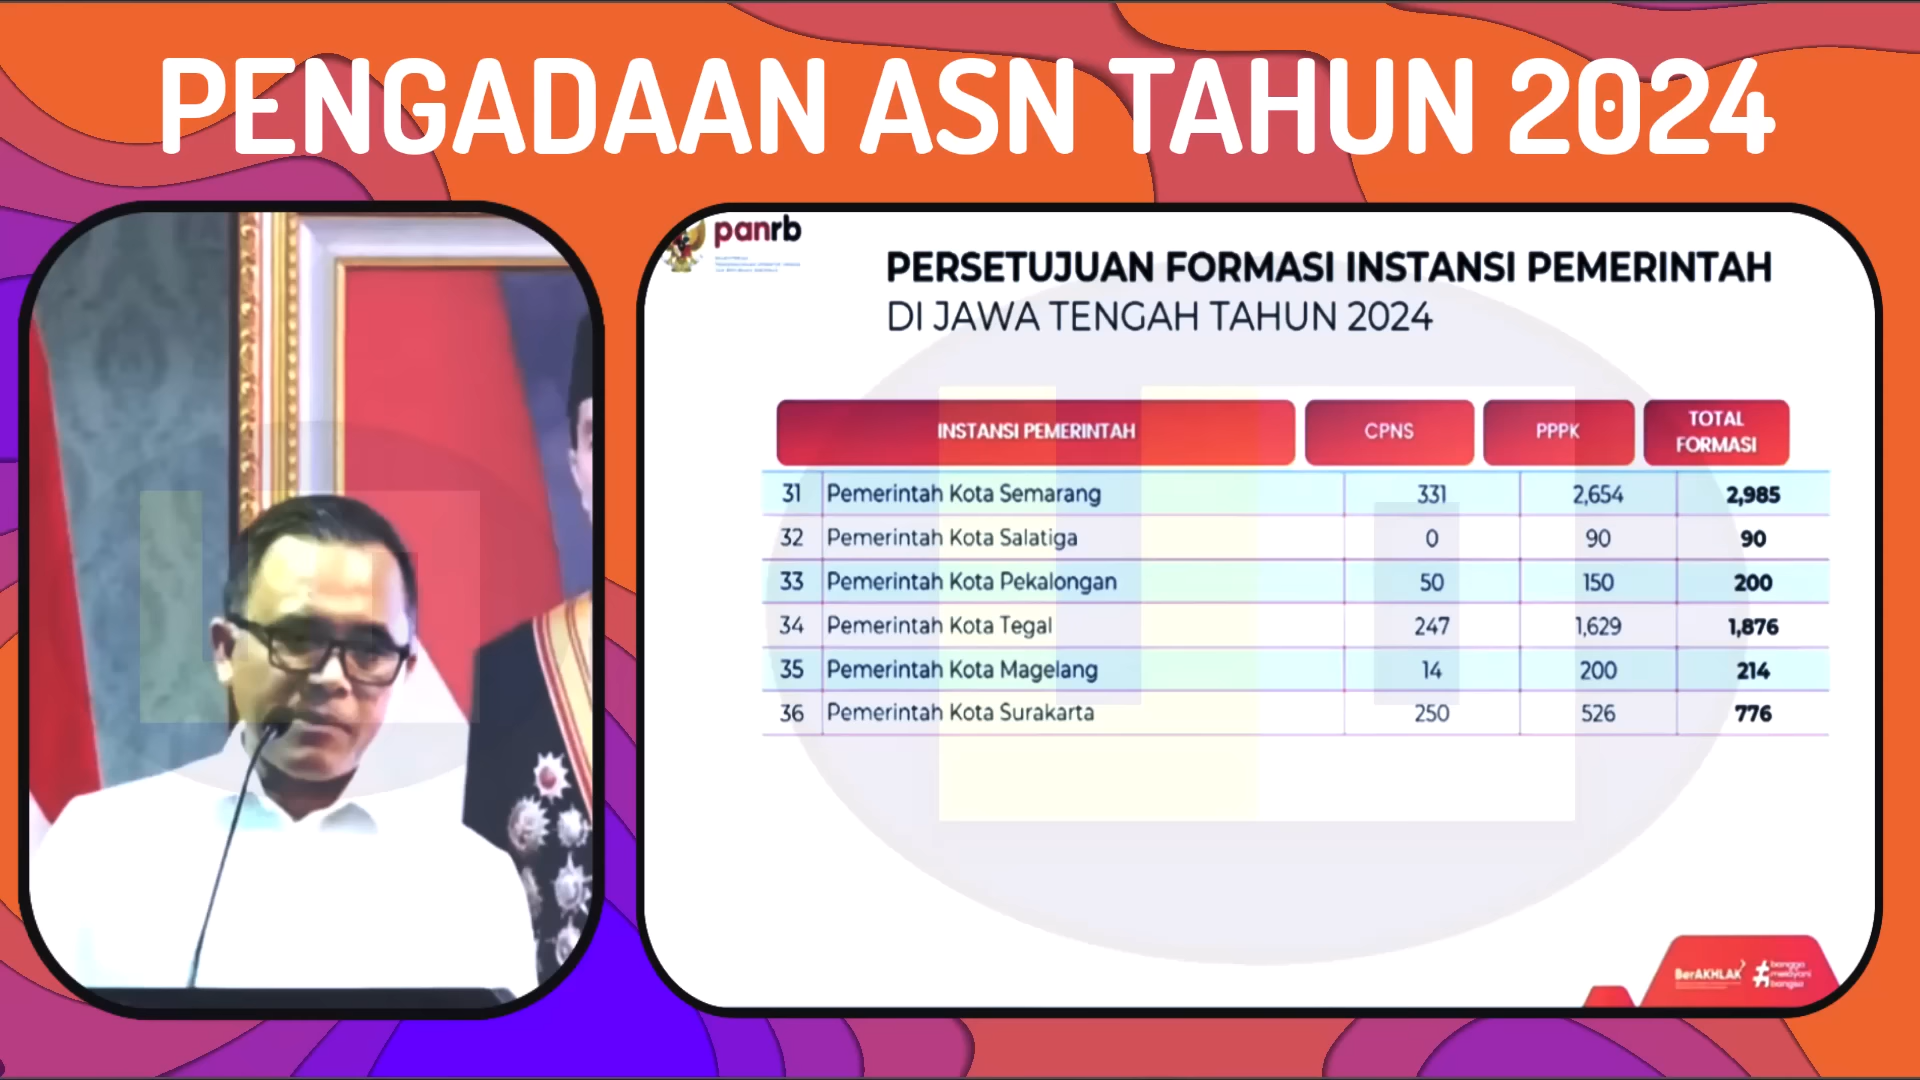 PENGADAAN ASN TAHUN 2024
panrb
PERSETUJUAN FORMASI INSTANSI PEMERINTAH
DI JAWA TENGAH TAHUN 2024
INSTANSI PEMERINTAH CPNS PPPK TOTAL FORMASI
31 Pemerintah Kota Semarang 331 2,654 2,985
32 Pemerintah Kota Salatiga 0 90 90
33 Pemerintah Kota Pekalongan 50 150 200
34 Pemerintah Kota Tegal 247 1,629 1,876
35 Pemerintah Kota Magelang 14 200 214
36 Pemerintah Kota Surakarta 250 526 776
BerAKHLAK
# bangga
melayani
bangsa